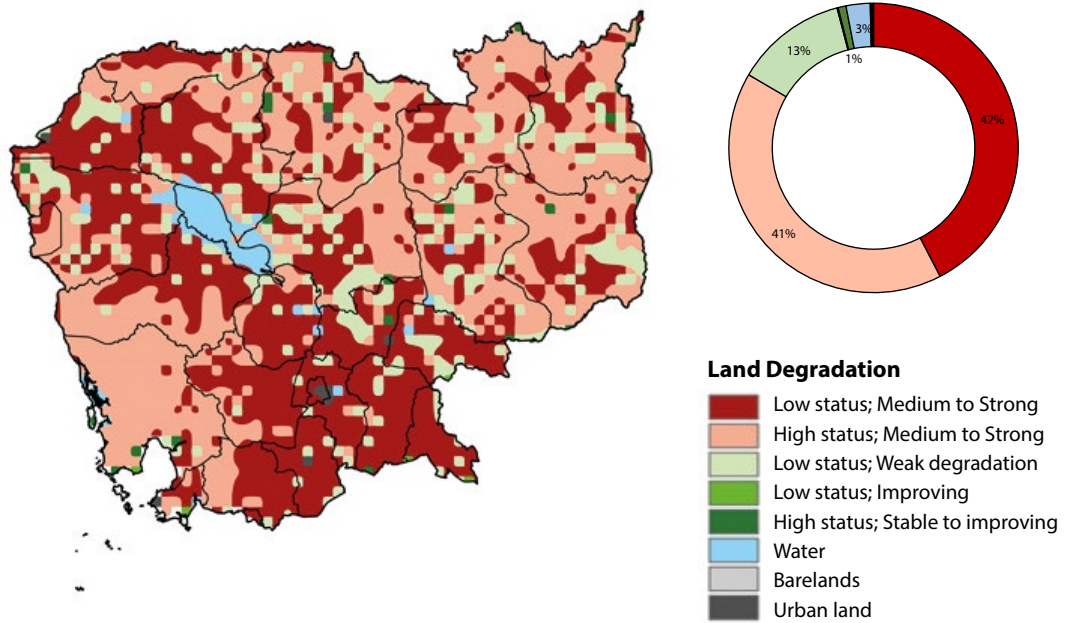 3%
13%
1%
42%
41%
Land Degradation
Low status; Medium to Strong
High status; Medium to Strong
Low status; Weak degradation
Low status; Improving
High status; Stable to improving
Water
Barelands
Urban land